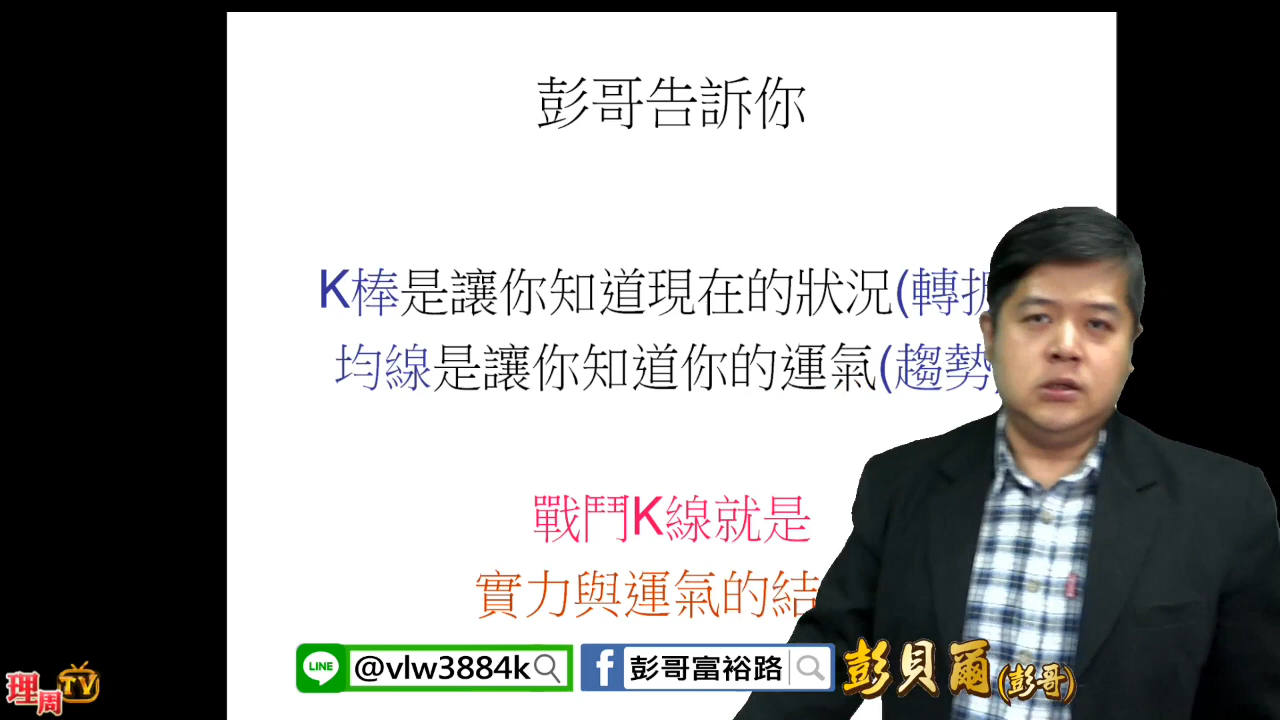 彭哥告訴你
K棒是讓你知道現在的狀況(轉折
均線是讓你知道你的運氣(趨勢)
戰鬥K線就是
實力與運氣的結
LINE @vlw3884k
f 彭哥富裕路
彭貝爾(彭哥)
理周TV